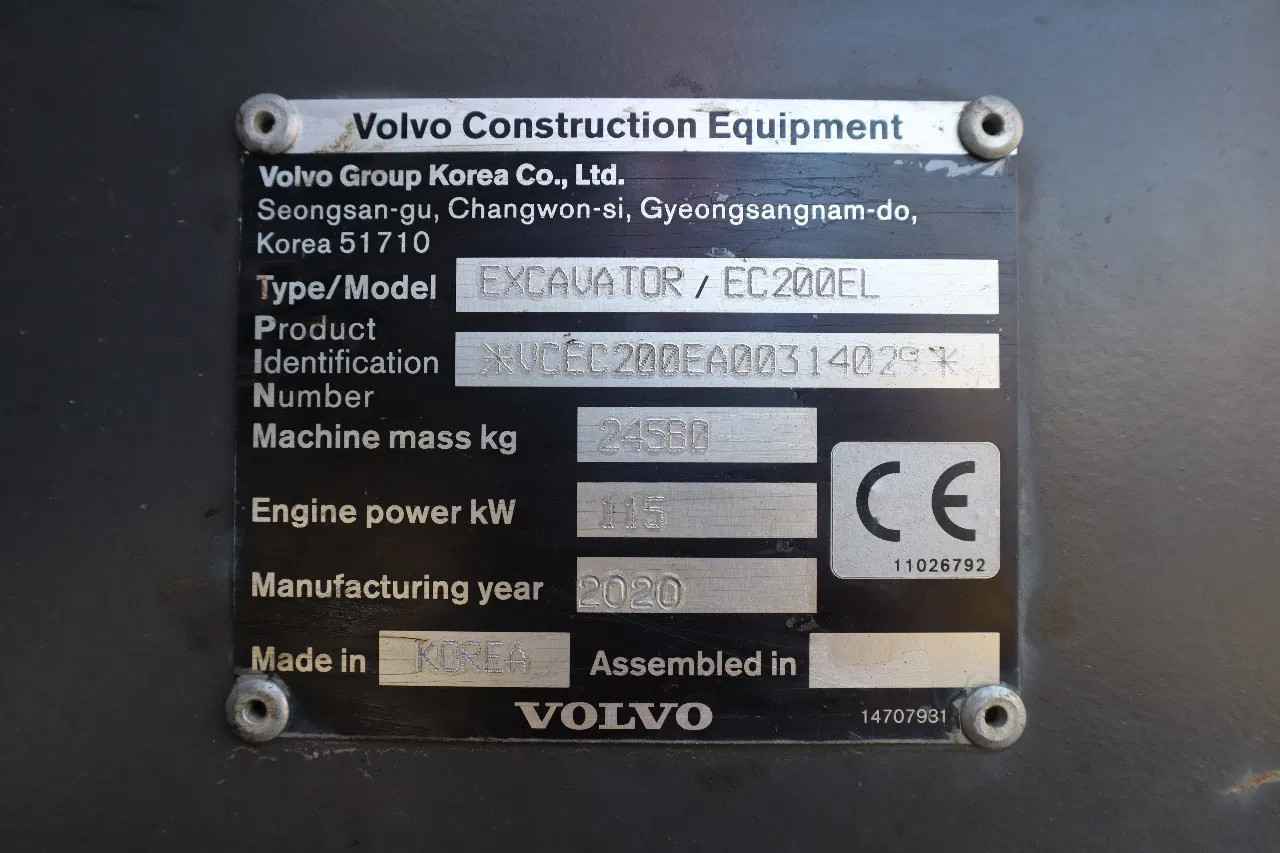 Volvo Construction Equipment
Volvo Group Korea Co., Ltd.
Seongsan-gu, Changwon-si, Gyeongsangnam-do,
Korea 51710
Type/Model EXCAVATOR / EC200EL
Product
Identification *VCEC200EA00314029*
Number
Machine mass kg 24580
Engine power kW 115
CE
11026792
Manufacturing year 2020
Made in KOREA Assembled in
VOLVO 14707931